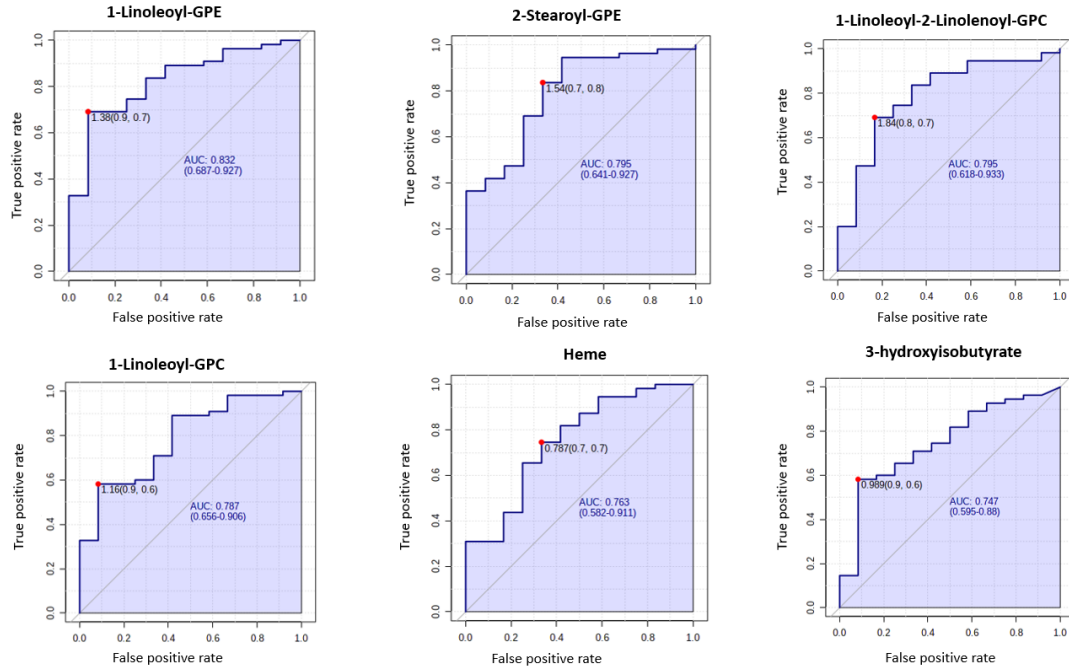 1-Linoleoyl-GPE
True positive rate
1.0
0.8
0.6
0.4
0.2
0.0
1.38(0.9, 0.7)
AUC: 0.832
(0.687-0.927)
0.0 0.2 0.4 0.6 0.8 1.0
False positive rate
2-Stearoyl-GPE
True positive rate
1.0
0.8
0.6
0.4
0.2
0.0
1.54(0.7, 0.8)
AUC: 0.795
(0.641-0.927)
0.0 0.2 0.4 0.6 0.8 1.0
False positive rate
1-Linoleoyl-2-Linolenoyl-GPC
True positive rate
1.0
0.8
0.6
0.4
0.2
0.0
1.84(0.8, 0.7)
AUC: 0.795
(0.618-0.933)
0.0 0.2 0.4 0.6 0.8 1.0
False positive rate
1-Linoleoyl-GPC
True positive rate
1.0
0.8
0.6
0.4
0.2
0.0
1.16(0.9, 0.6)
AUC: 0.787
(0.656-0.906)
0.0 0.2 0.4 0.6 0.8 1.0
False positive rate
Heme
True positive rate
1.0
0.8
0.6
0.4
0.2
0.0
0.787(0.7, 0.7)
AUC: 0.763
(0.582-0.911)
0.0 0.2 0.4 0.6 0.8 1.0
False positive rate
3-hydroxyisobutyrate
True positive rate
1.0
0.8
0.6
0.4
0.2
0.0
0.989(0.9, 0.6)
AUC: 0.747
(0.595-0.88)
0.0 0.2 0.4 0.6 0.8 1.0
False positive rate